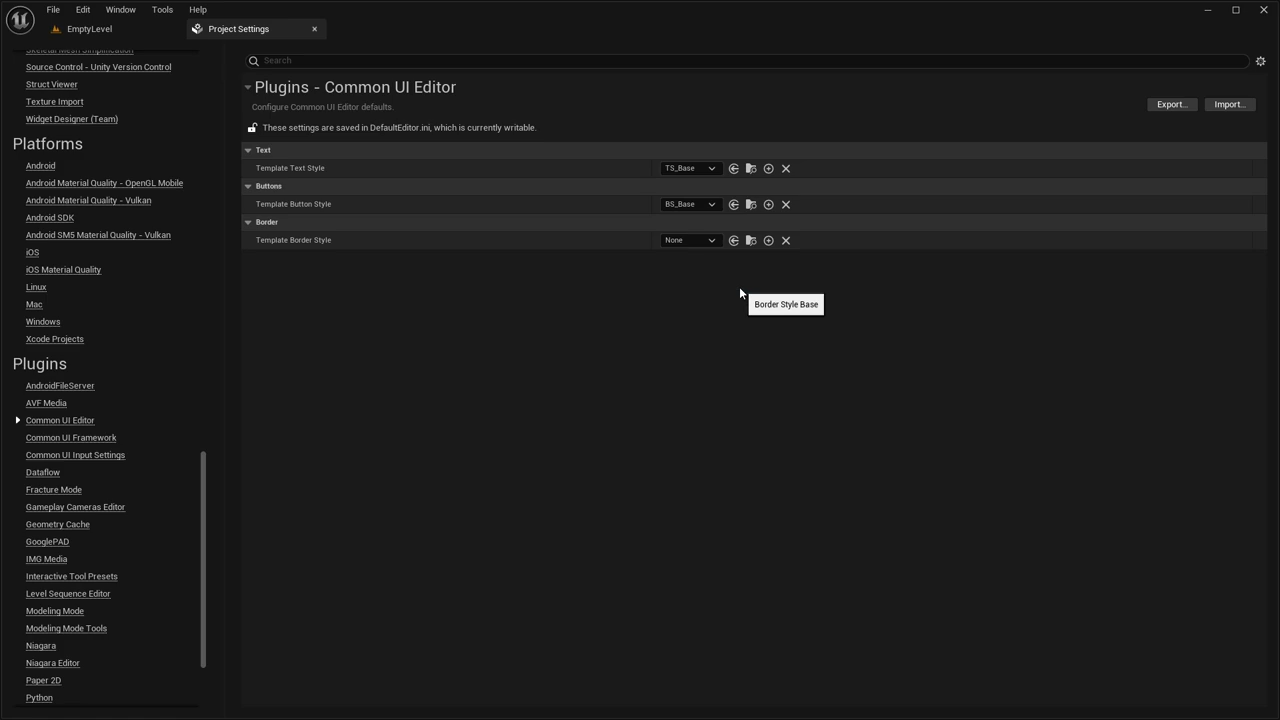 File Edit Window Tools Help
EmptyLevel
Project Settings
Skeletal Mesh Simplification
Source Control - Unity Version Control
Struct Viewer
Texture Import
Widget Designer (Team)
Platforms
Android
Android Material Quality - OpenGL Mobile
Android Material Quality - Vulkan
Android SDK
Android SM5 Material Quality - Vulkan
iOS
iOS Material Quality
Linux
Mac
Windows
Xcode Projects
Plugins
AndroidFileServer
AVF Media
Common UI Editor
Common UI Framework
Common UI Input Settings
Dataflow
Fracture Mode
Gameplay Cameras Editor
Geometry Cache
GooglePAD
IMG Media
Interactive Tool Presets
Level Sequence Editor
Modeling Mode
Modeling Mode Tools
Niagara
Niagara Editor
Paper 2D
Python
Search
Plugins - Common UI Editor
Configure Common UI Editor defaults.
Export...
Import...
These settings are saved in DefaultEditor.ini, which is currently writable.
Text
Template Text Style
TS_Base
Buttons
Template Button Style
BS_Base
Border
Template Border Style
None
Border Style Base